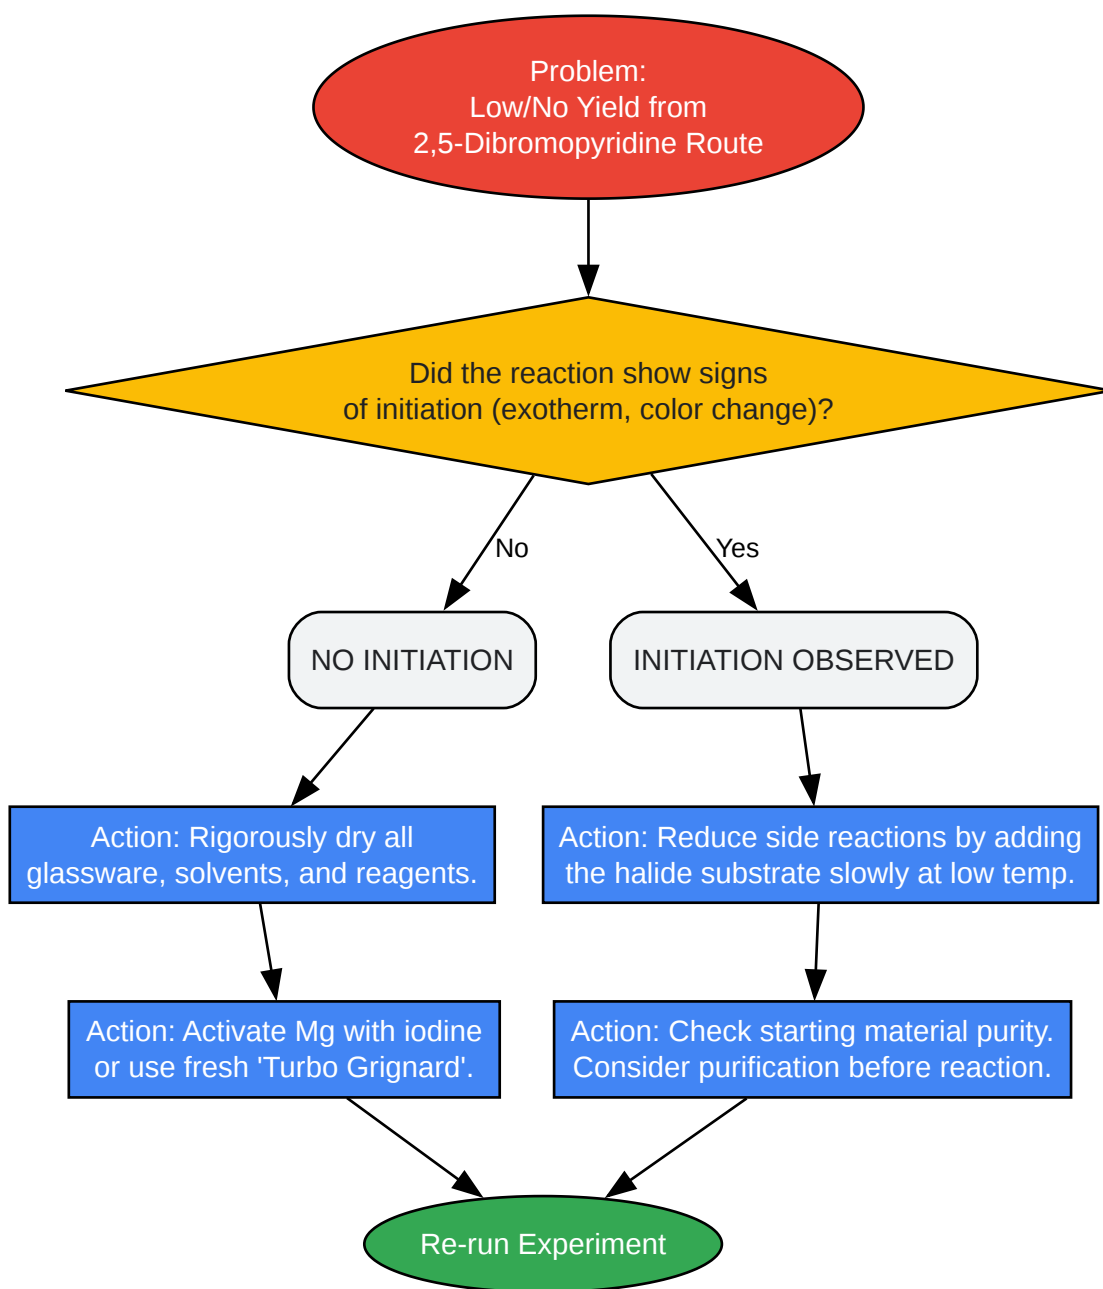 Problem:
Low/No Yield from
2,5-Dibromopyridine Route
Did the reaction show signs
of initiation (exotherm, color change)?
No
Yes
NO INITIATION
INITIATION OBSERVED
Action: Rigorously dry all
glassware, solvents, and reagents.
Action: Reduce side reactions by adding
the halide substrate slowly at low temp.
Action: Activate Mg with iodine
or use fresh 'Turbo Grignard'.
Action: Check starting material purity.
Consider purification before reaction.
Re-run Experiment